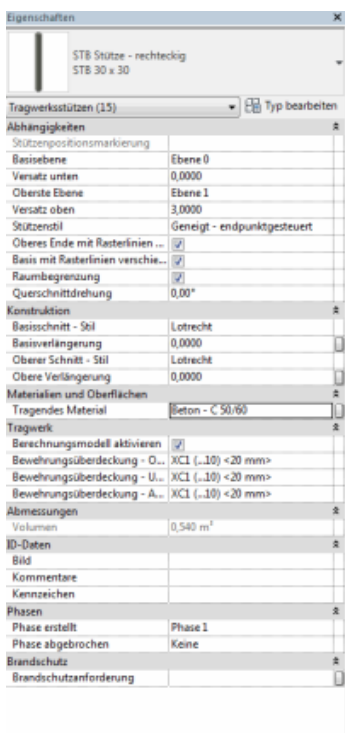 Eigenschaften
STB Stütze - rechteckig
STB 30 x 30
Tragwerksstützen (15) Typ bearbeiten
Abhängigkeiten
Stützenpositionsmarkierung
Basisebene Ebene 0
Versatz unten 0,0000
Oberste Ebene Ebene 1
Versatz oben 3,0000
Stützenstil Geneigt - endpunktgesteuert
Oberes Ende mit Rasterlinien ...
Basis mit Rasterlinien verschie...
Raumbegrenzung
Querschnittdrehung 0,00°
Konstruktion
Basisschnitt - Stil Lotrecht
Basisverlängerung 0,0000
Oberer Schnitt - Stil Lotrecht
Obere Verlängerung 0,0000
Materialien und Oberflächen
Tragendes Material Beton - C 50/60
Tragwerk
Berechnungsmodell aktivieren
Bewehrungsüberdeckung - O... XC1 (...10) <20 mm>
Bewehrungsüberdeckung - U... XC1 (...10) <20 mm>
Bewehrungsüberdeckung - A... XC1 (...10) <20 mm>
Abmessungen
Volumen 0,540 m³
ID-Daten
Bild
Kommentare
Kennzeichen
Phasen
Phase erstellt Phase 1
Phase abgebrochen Keine
Brandschutz
Brandschutzanforderung